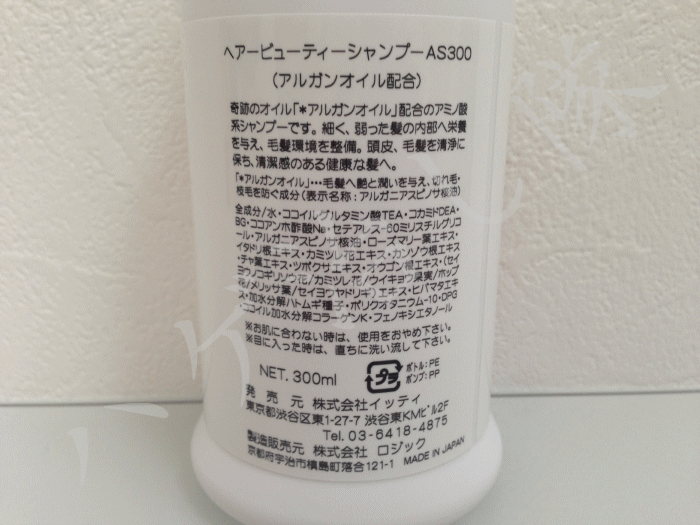 ヘアービューティーシャンプーAS300
(アルガンオイル配合)
奇跡のオイル「*アルガンオイル」配合のアミノ酸
系シャンプーです。細く、弱った髪の内部へ栄養
を与え、毛髪環境を整備。頭皮、毛髪を清浄に
保ち、清潔感のある健康な髪へ。
「*アルガンオイル」・・・毛髪へ艶と潤いを与え、切れ毛・
枝毛を防ぐ成分(表示名称:アルガニアスピノサ核油)
全成分/水・ココイルグルタミン酸TEA・コカミドDEA・
BG・ココアンホ酢酸Na・セテアレス-60ミリスチルグリコ
ール・アルガニアスピノサ核油・ローズマリー葉エキス・
イタドリ根エキス・カミツレ花エキス・カンゾウ根エキス
・チャ葉エキス・ツボクサエキス・オウゴン根エキス・(セイ
ヨウノコギリソウ花/カミツレ花/ウイキョウ果実/ホップ
花/メリッサ葉/セイヨウヤドリギ)エキス・ヒバマタエキ
ス・加水分解ハトムギ種子・ポリクオタニウム-10・DPG
・ココイル加水分解コラーゲンK・フェノキシエタノール
※お肌に合わない時は、使用をおやめ下さい。
※目に入った時は、直ちに洗い流して下さい。
NET. 300ml
プラ
ボトル:PE
ポンプ:PP
発 売 元 株式会社イッティ
東京都渋谷区東1-27-7 渋谷東KMビル2F
Tel. 03-6418-4875
製造販売元 株式会社 ロジック
京都府宇治市槙島町落合121-1 MADE IN JAPAN